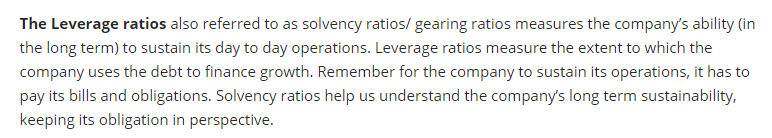 The Leverage ratios also referred to as solvency ratios/ gearing ratios measures the company's ability (in
the long term) to sustain its day to day operations. Leverage ratios measure the extent to which the
company uses the debt to finance growth. Remember for the company to sustain its operations, it has to
pay its bills and obligations. Solvency ratios help us understand the company's long term sustainability,
keeping its obligation in perspective.